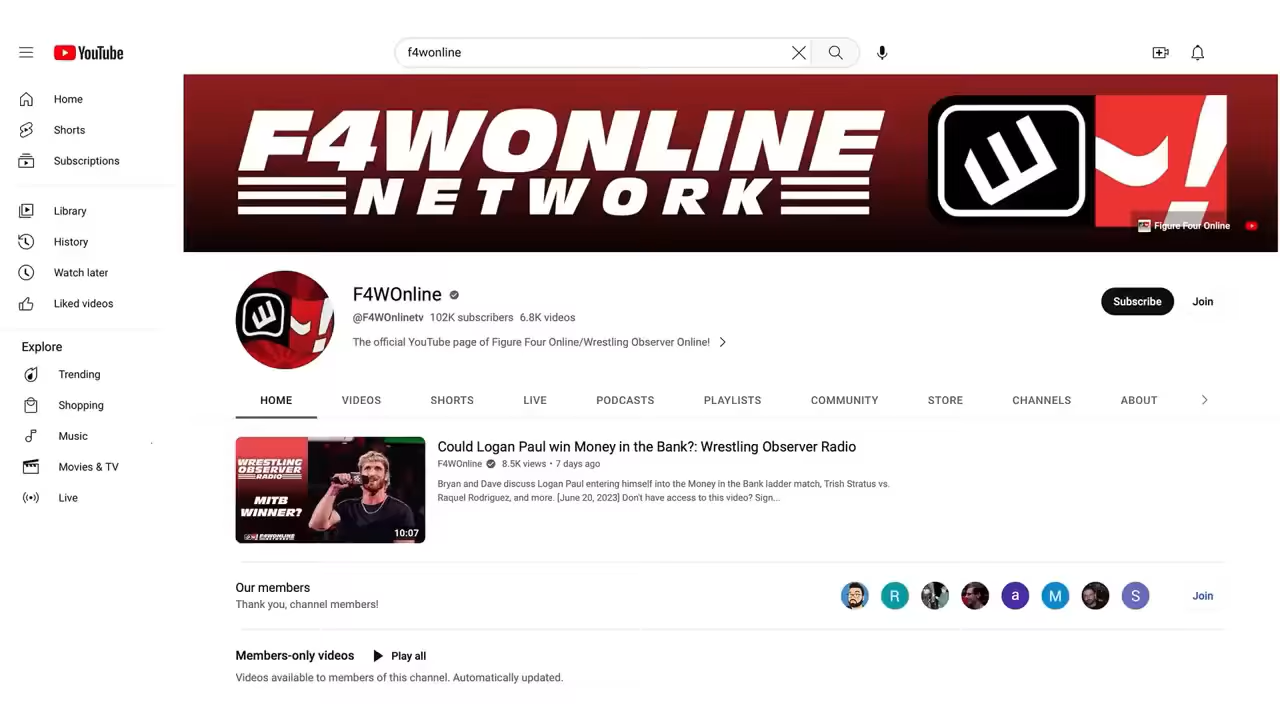 YouTube
f4wonline
Home
Shorts
Subscriptions
Library
History
Watch later
Liked videos
Explore
Trending
Shopping
Music
Movies & TV
Live
F4WONLINE
NETWORK
Figure Four Online
F4WOnline
@F4WOnlinetv 102K subscribers 6.8K videos
The official YouTube page of Figure Four Online/Wrestling Observer Online!
Subscribe
Join
HOME VIDEOS SHORTS LIVE PODCASTS PLAYLISTS COMMUNITY STORE CHANNELS ABOUT
WRESTLING
OBSERVER
RADIO
MITB
WINNER?
F4WONLINE
10:07
Could Logan Paul win Money in the Bank?: Wrestling Observer Radio
F4WOnline 8.5K views • 7 days ago
Bryan and Dave discuss Logan Paul entering himself into the Money in the Bank ladder match, Trish Stratus vs.
Raquel Rodriguez, and more. [June 20, 2023] Don't have access to this video? Sign...
Our members
Thank you, channel members!
R a M S
Join
Members-only videos Play all
Videos available to members of this channel. Automatically updated.